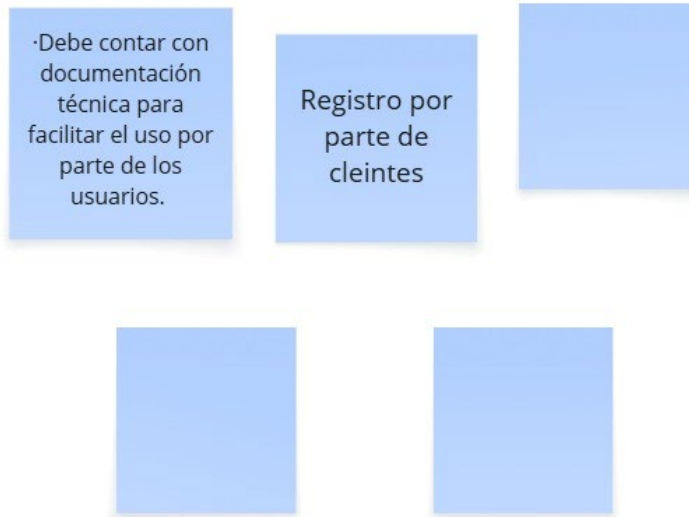 ·Debe contar con
documentación
técnica para
facilitar el uso por
parte de los
usuarios.
Registro por
parte de
cleintes